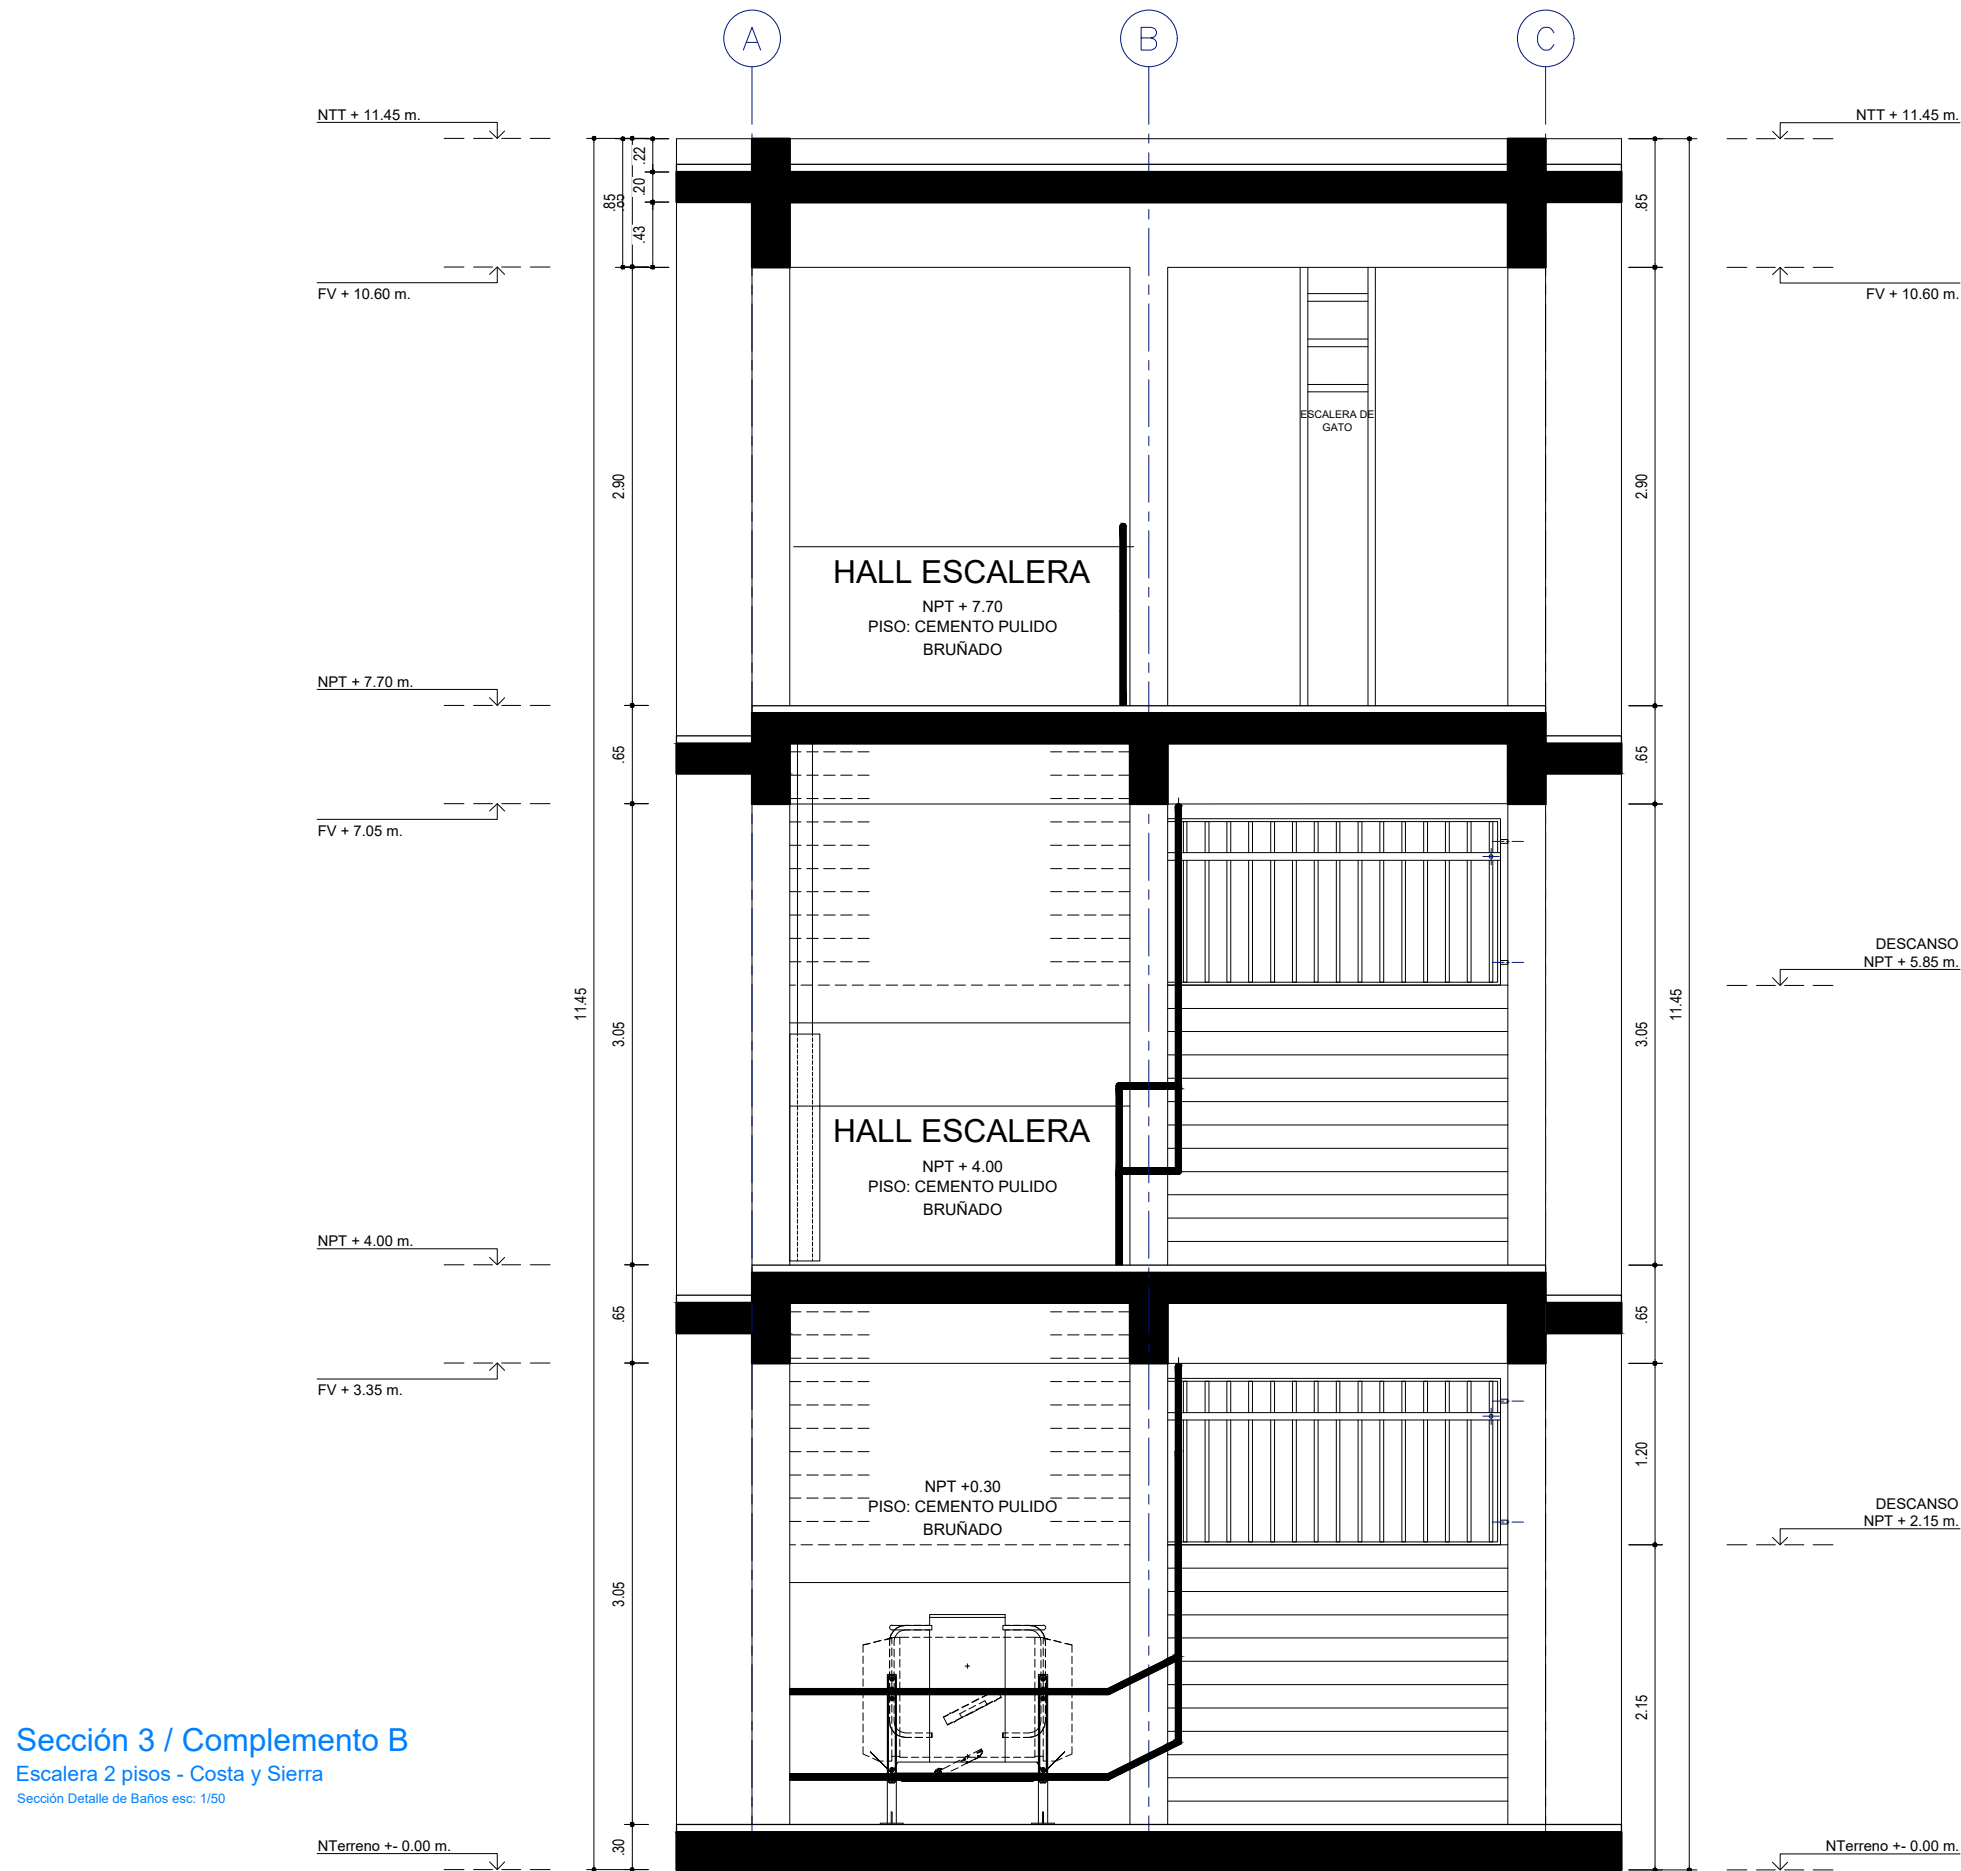 A
B
C
NTT + 11.45 m.
NTT + 11.45 m.
.22
.20
.85
.85
.43
.85
FV + 10.60 m.
FV + 10.60 m.
ESCALERA DE
GATO
2.90
2.90
HALL ESCALERA
NPT + 7.70
PISO: CEMENTO PULIDO
BRUÑADO
NPT + 7.70 m.
.65
.65
FV + 7.05 m.
DESCANSO
NPT + 5.85 m.
11.45
11.45
3.05
3.05
HALL ESCALERA
NPT + 4.00
PISO: CEMENTO PULIDO
BRUÑADO
NPT + 4.00 m.
.65
.65
FV + 3.35 m.
1.20
NPT +0.30
PISO: CEMENTO PULIDO
BRUÑADO
DESCANSO
NPT + 2.15 m.
3.05
2.15
Sección 3 / Complemento B
Escalera 2 pisos - Costa y Sierra
Sección Detalle de Baños esc: 1/50
NTerreno +- 0.00 m.
.30
NTerreno +- 0.00 m.